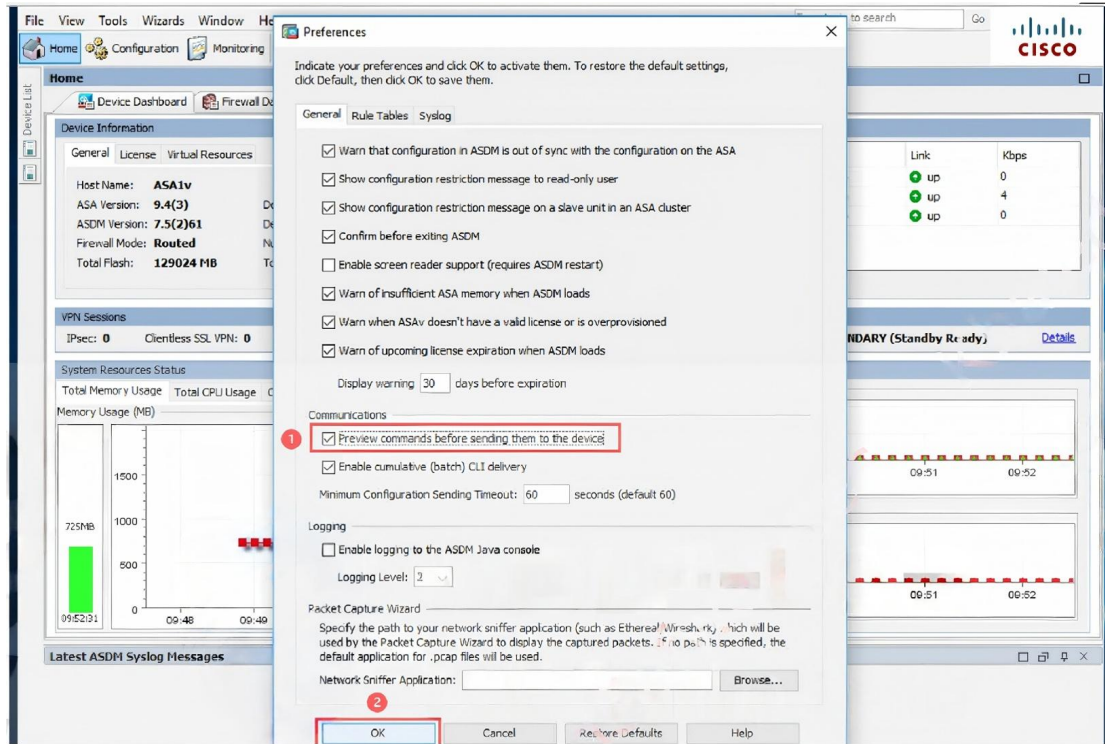 File View Tools Wizards Window He
to search Go
CISCO
Home Configuration Monitoring
Device List
Home
Device Dashboard Firewall Da
Device Information
General License Virtual Resources
Host Name: ASA1v
ASA Version: 9.4(3) De
ASDM Version: 7.5(2)61 De
Firewall Mode: Routed Nu
Total Flash: 129024 MB To
Link Kbps
up 0
up 4
up 0
VPN Sessions
IPsec: 0 Clientless SSL VPN: 0
NDARY (Standby Ready) Details
System Resources Status
Total Memory Usage Total CPU Usage C
Memory Usage (MB)
1500
1000
500
0
725MB
09:52:31
09:48 09:49
09:51 09:52
09:51 09:52
Latest ASDM Syslog Messages
Preferences
Indicate your preferences and click OK to activate them. To restore the default settings,
click Default, then click OK to save them.
General Rule Tables Syslog
Warn that configuration in ASDM is out of sync with the configuration on the ASA
Show configuration restriction message to read-only user
Show configuration restriction message on a slave unit in an ASA cluster
Confirm before exiting ASDM
Enable screen reader support (requires ASDM restart)
Warn of insufficient ASA memory when ASDM loads
Warn when ASAv doesn't have a valid license or is overprovisioned
Warn of upcoming license expiration when ASDM loads
Display warning 30 days before expiration
Communications
1 Preview commands before sending them to the device
Enable cumulative (batch) CLI delivery
Minimum Configuration Sending Timeout: 60 seconds (default 60)
Logging
Enable logging to the ASDM Java console
Logging Level: 2
Packet Capture Wizard
Specify the path to your network sniffer application (such as Ethereal/Wireshark) which will be
used by the Packet Capture Wizard to display the captured packets. If no path is specified, the
default application for .pcap files will be used.
Network Sniffer Application: Browse...
2
OK Cancel Restore Defaults Help